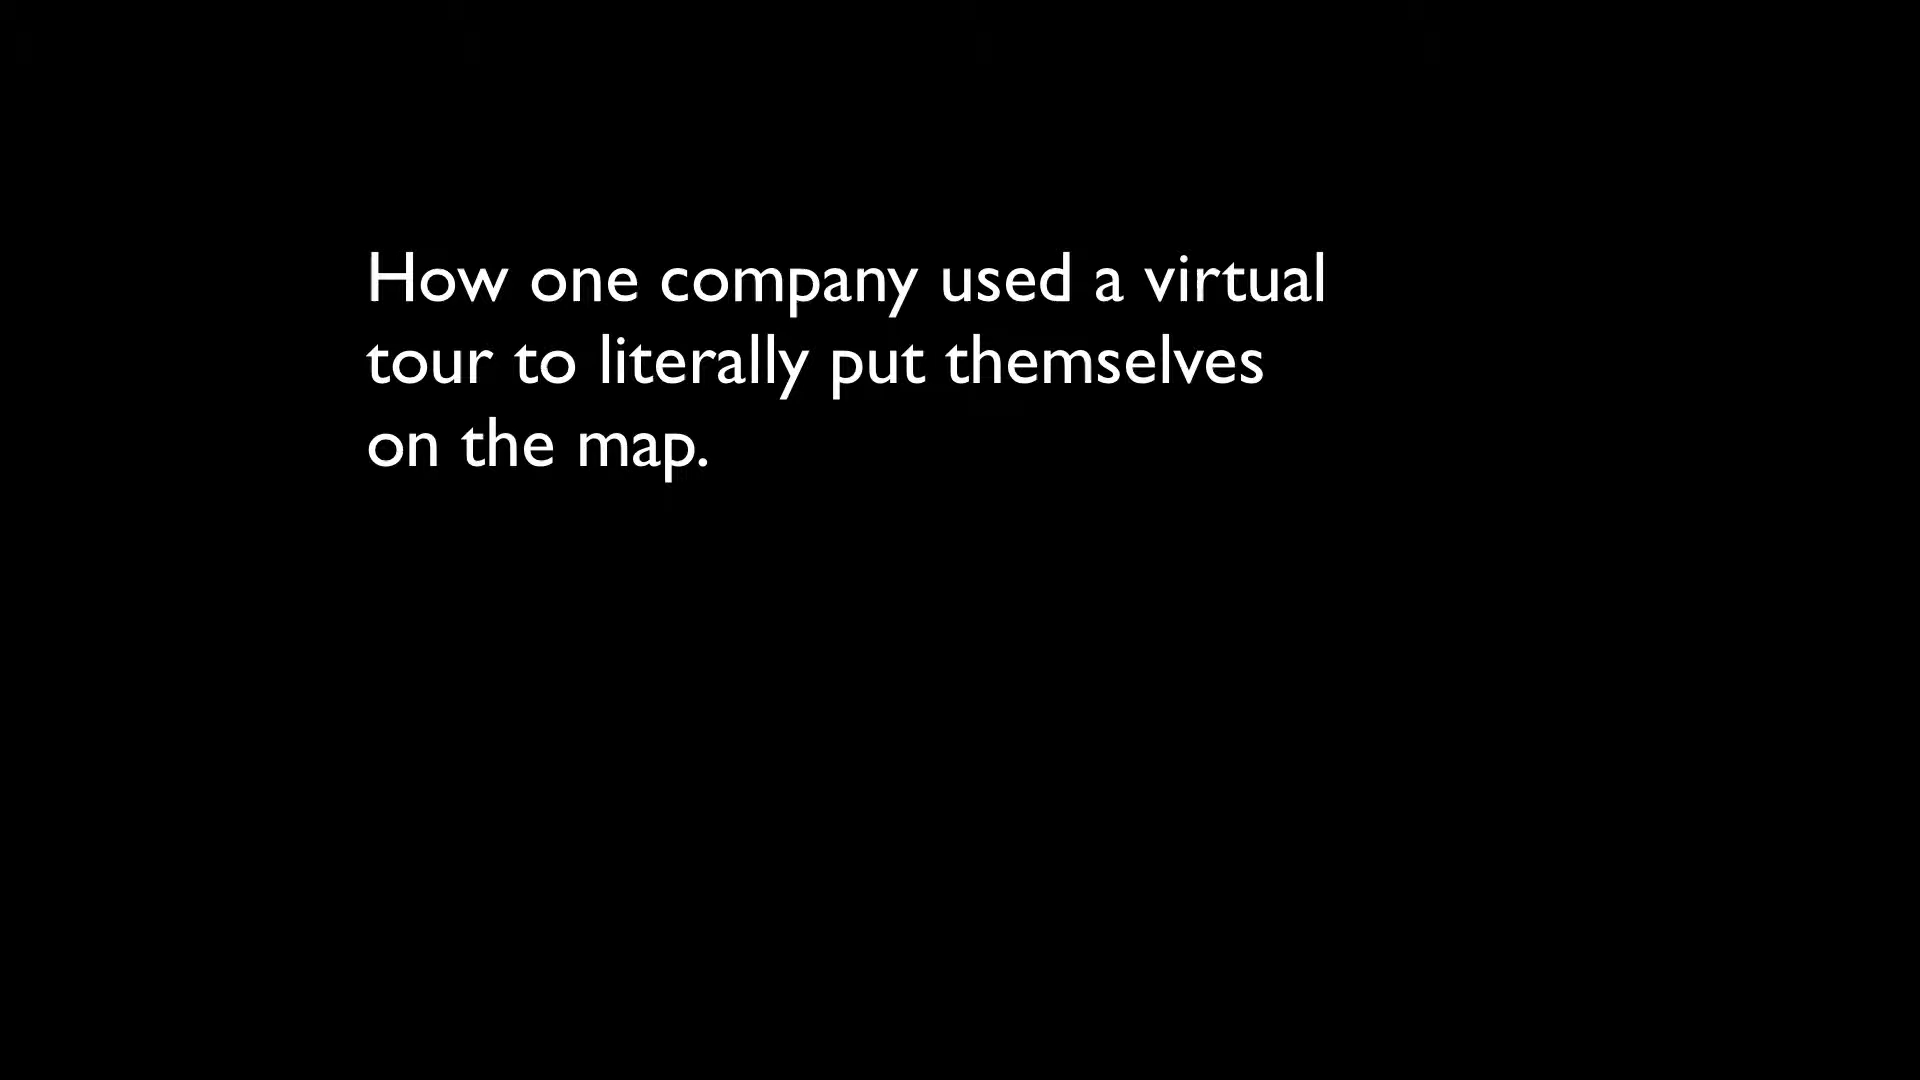 How one company used a virtual
tour to literally put themselves
on the map.